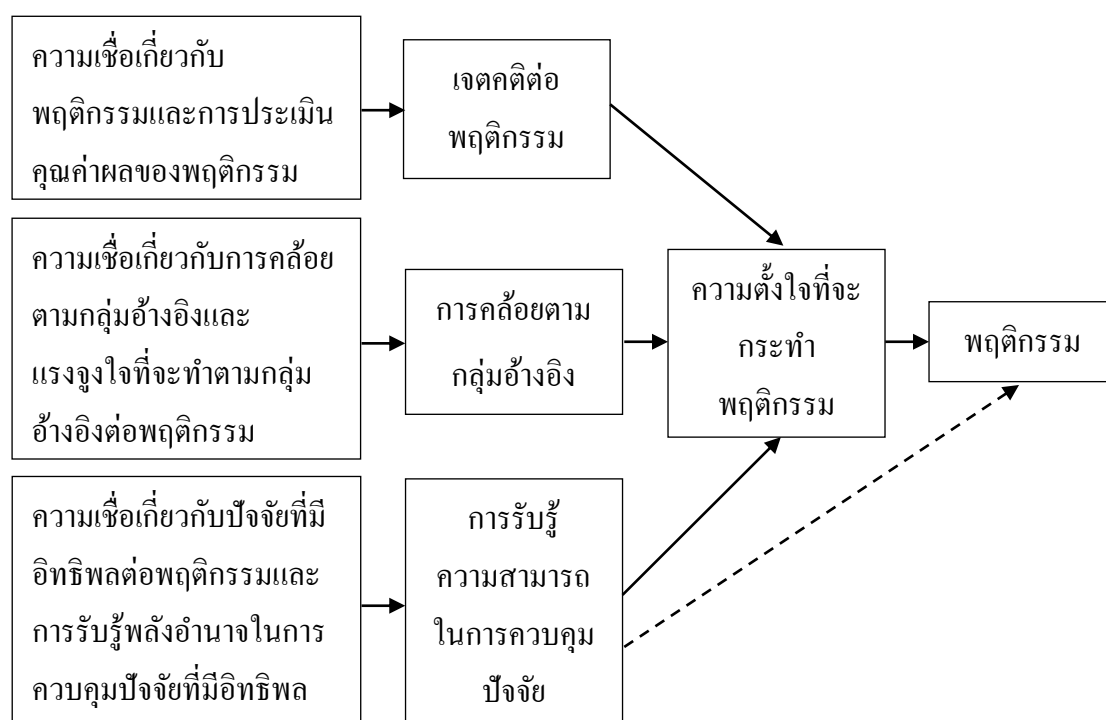 ความเชื่อเกี่ยวกับ
พฤติกรรมและการประเมิน
คุณค่าผลของพฤติกรรม
เจตคติต่อ
พฤติกรรม
ความเชื่อเกี่ยวกับการคล้อย
ตามกลุ่มอ้างอิงและ
แรงจูงใจที่จะทำตามกลุ่ม
อ้างอิงต่อพฤติกรรม
การคล้อยตาม
กลุ่มอ้างอิง
ความตั้งใจที่จะ
กระทำ
พฤติกรรม
พฤติกรรม
ความเชื่อเกี่ยวกับปัจจัยที่มี
อิทธิพลต่อพฤติกรรมและ
การรับรู้พลังอำนาจในการ
ควบคุมปัจจัยที่มีอิทธิพล
การรับรู้
ความสามารถ
ในการควบคุม
ปัจจัย